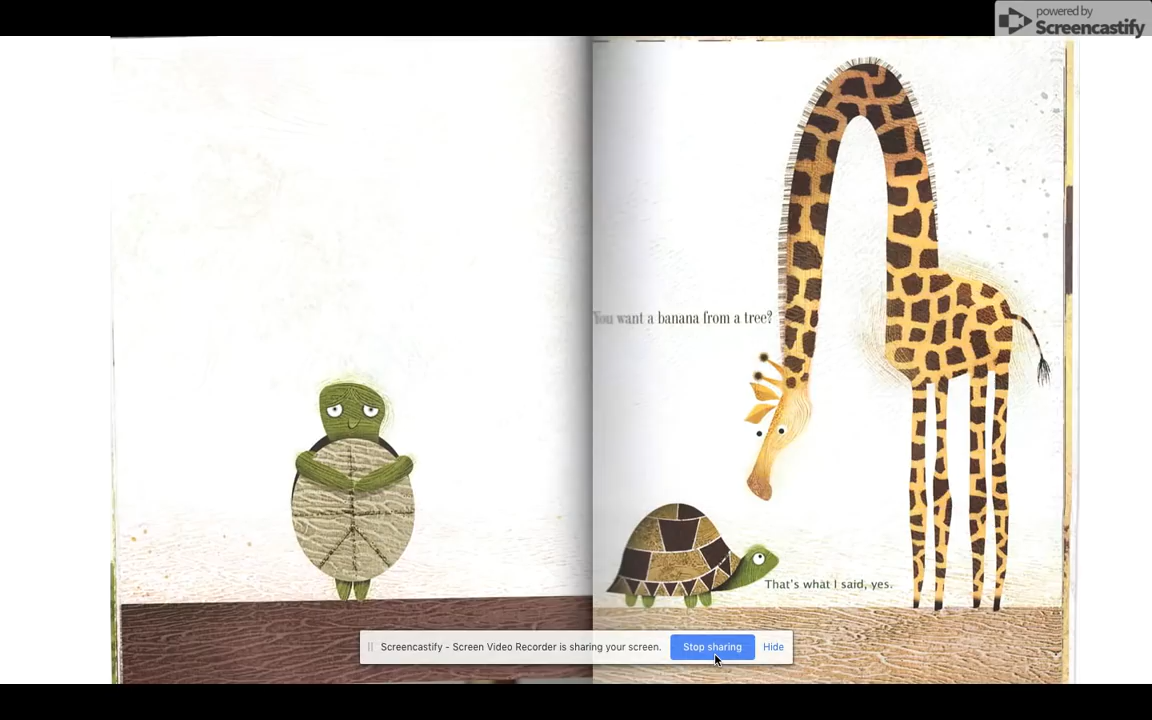 powered by
Screencastify
You want a banana from a tree?
That's what I said, yes.
Screencastify - Screen Video Recorder is sharing your screen.
Stop sharing
Hide